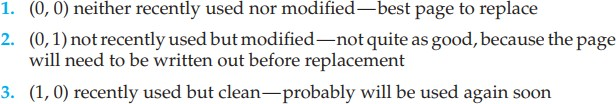 1. (0, 0) neither recently used nor modified—best page to replace
2. (0, 1) not recently used but modified—not quite as good, because the page
will need to be written out before replacement
3. (1, 0) recently used but clean—probably will be used again soon